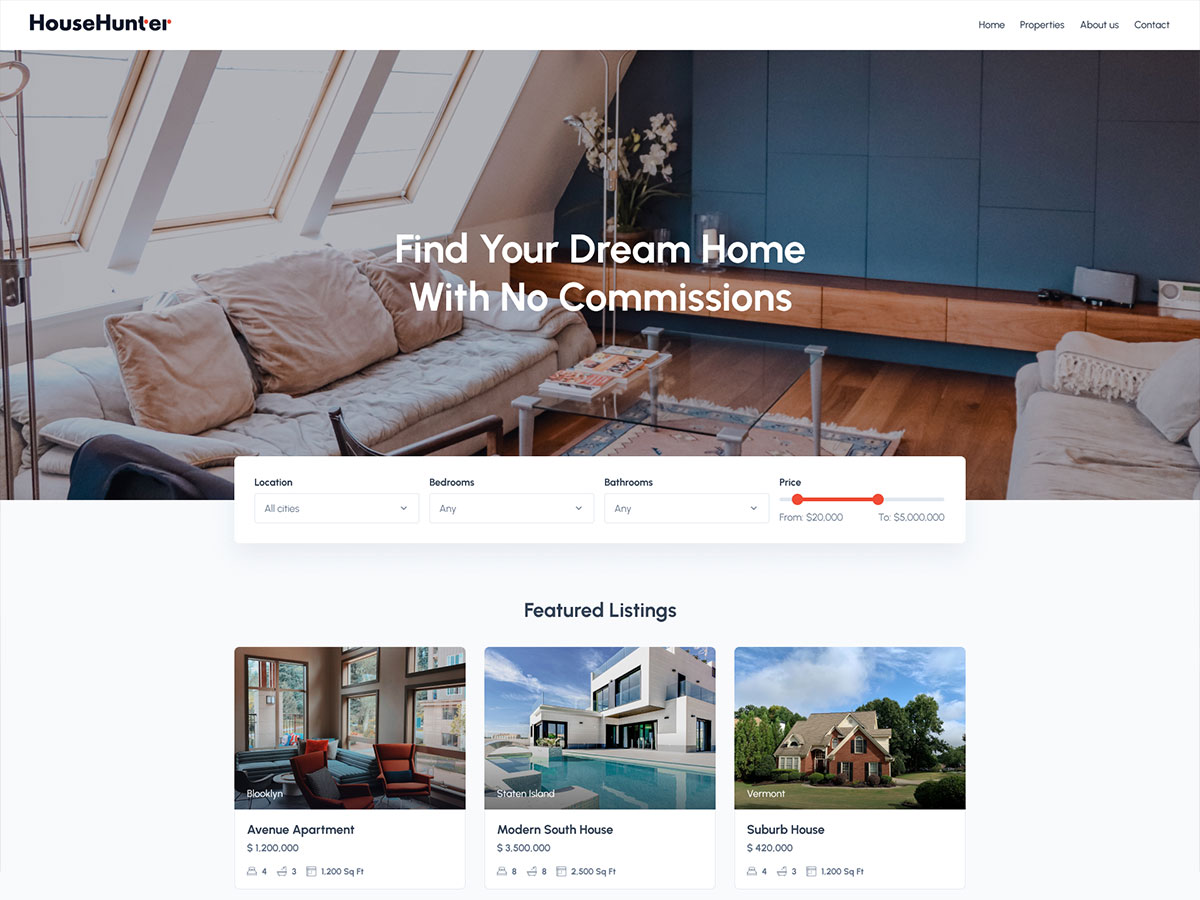 HouseHunter
Home Properties About us Contact
Find Your Dream Home
With No Commissions
Location Bedrooms Bathrooms Price
All cities Any Any
From: $20,000 To: $5,000,000
Featured Listings
Blooklyn Staten Island Vermont
Avenue Apartment Modern South House Suburb House
$ 1,200,000 $ 3,500,000 $ 420,000
4 3 1,200 Sq Ft 8 8 2,500 Sq Ft 4 3 1,200 Sq Ft